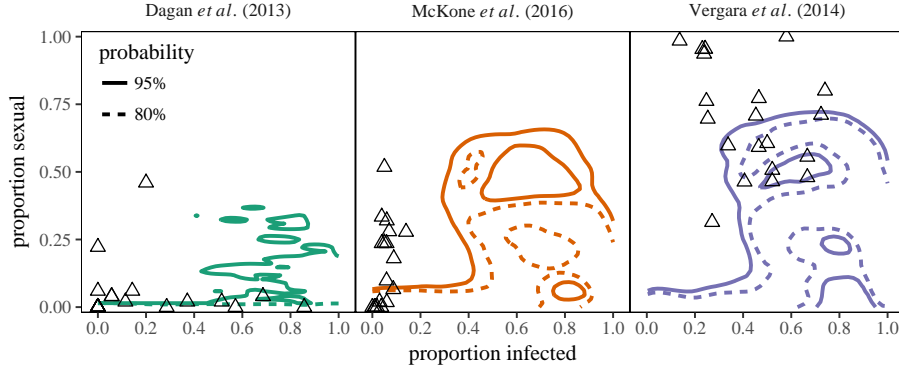 Dagan et al. (2013) McKone et al. (2016) Vergara et al. (2014)
probability
95%
80%
proportion sexual
1.00
0.75
0.50
0.25
0.00
0.0 0.2 0.4 0.6 0.8 1.0 0.0 0.2 0.4 0.6 0.8 1.0 0.0 0.2 0.4 0.6 0.8 1.0
proportion infected